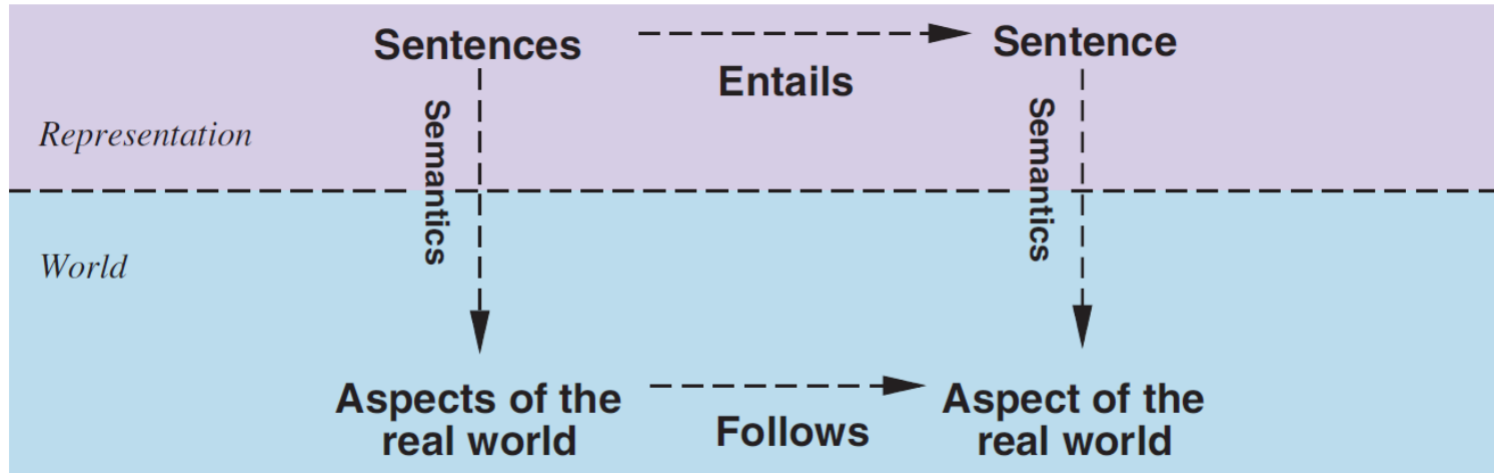 Sentences
Sentence
Entails
Semantics
Semantics
Representation
World
Aspects of the
real world
Follows
Aspect of the
real world